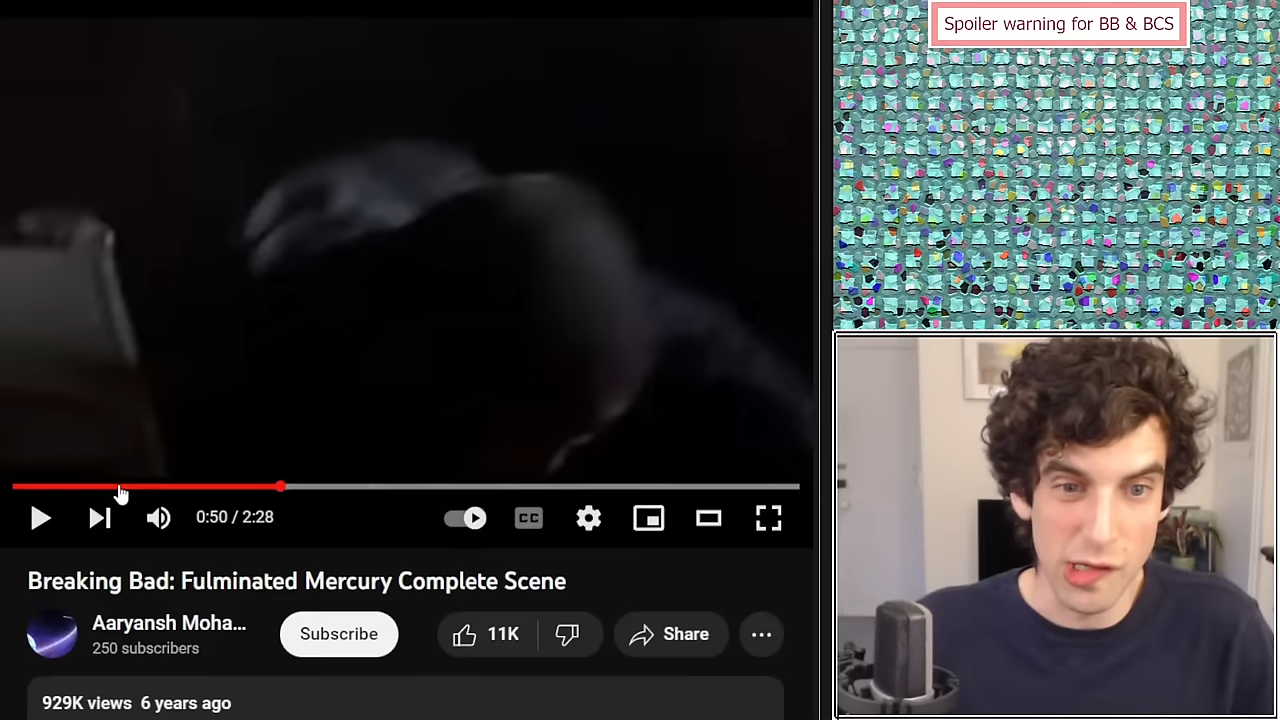 Spoiler warning for BB & BCS
0:50 / 2:28
CC
Breaking Bad: Fulminated Mercury Complete Scene
Aaryansh Moha...
250 subscribers
Subscribe
11K
Share
929K views 6 years ago